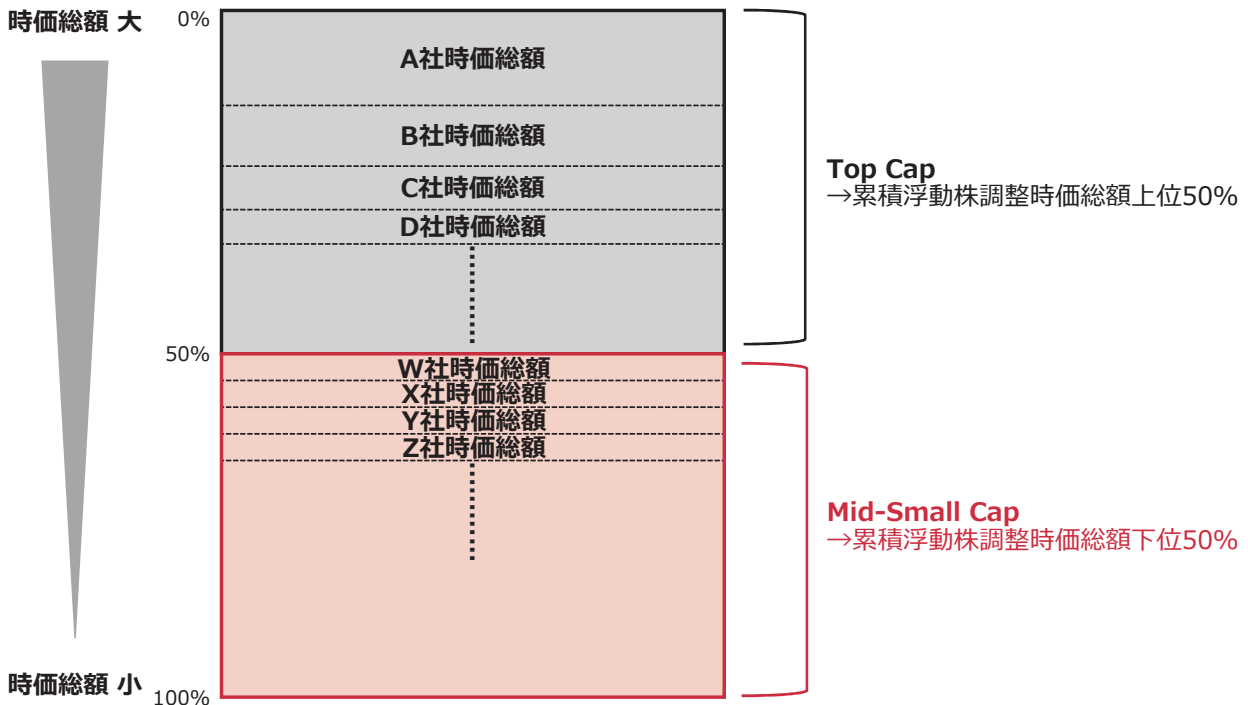 時価総額 大
0%
A社時価総額
B社時価総額
C社時価総額
D社時価総額
Top Cap
→累積浮動株調整時価総額上位50%
50%
W社時価総額
X社時価総額
Y社時価総額
Z社時価総額
Mid-Small Cap
→累積浮動株調整時価総額下位50%
時価総額 小
100%